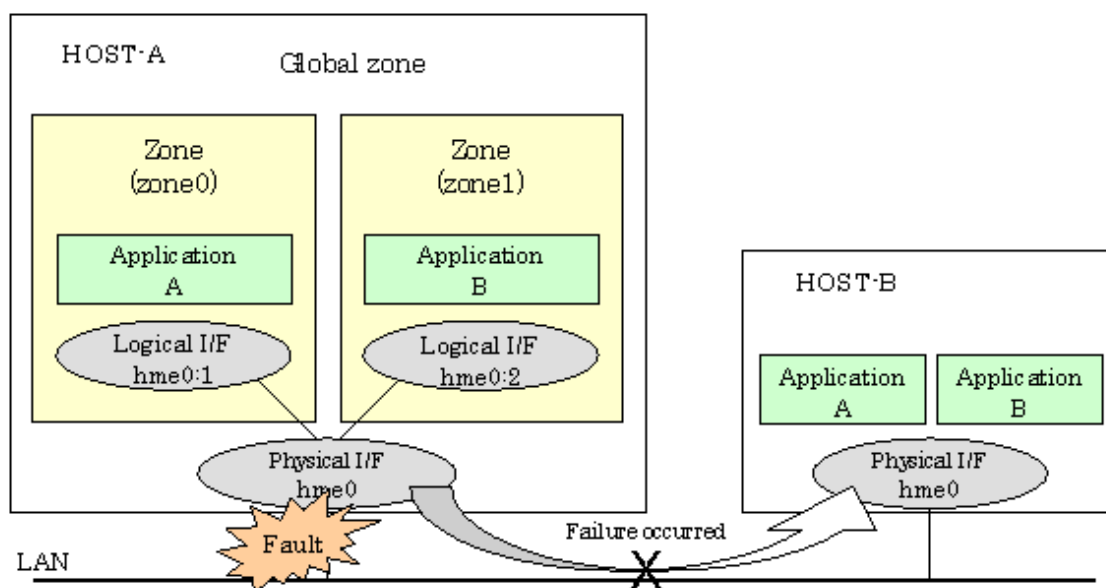 HOST-A
Global zone
Zone
(zone0)
Zone
(zone1)
Application
A
Application
B
Logical I/F
hme0:1
Logical I/F
hme0:2
Physical I/F
hme0
HOST-B
Application
A
Application
B
Physical I/F
hme0
Failure occurred
Fault
LAN